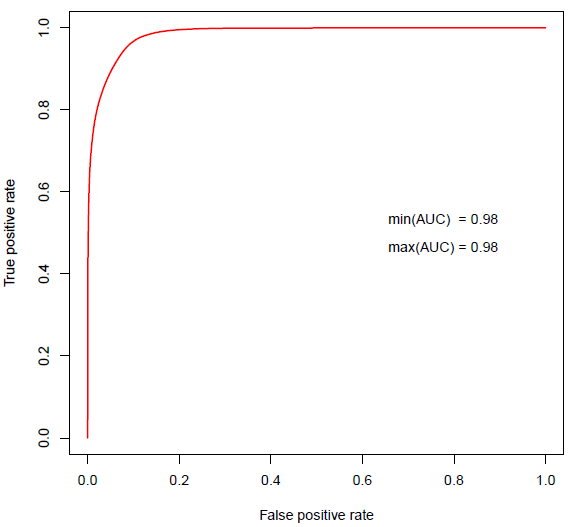 1.0
0.8
0.6
0.4
0.2
0.0
True positive rate
min(AUC) = 0.98
max(AUC) = 0.98
0.0 0.2 0.4 0.6 0.8 1.0
False positive rate